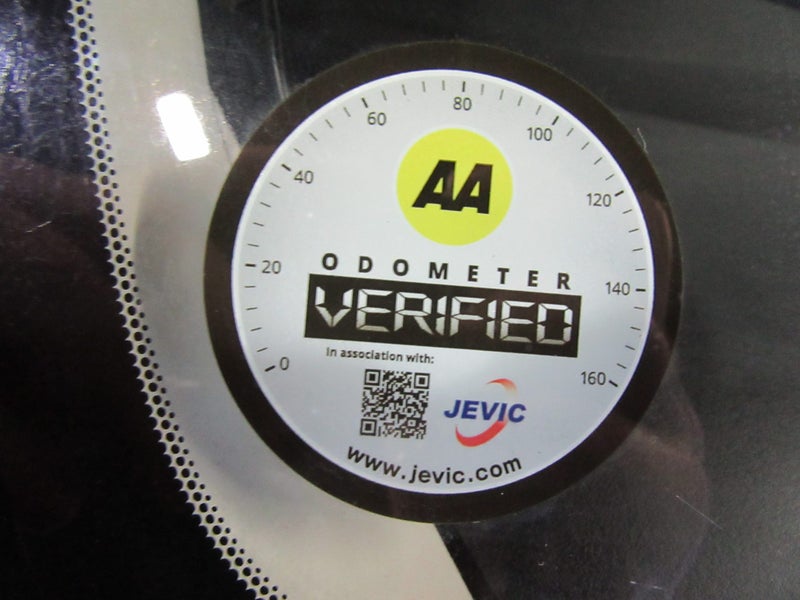 80
60
100
40
120
AA
ODOMETER
20
140
VERIFIED
In association with:
0
160
JEVIC
www.jevic.com